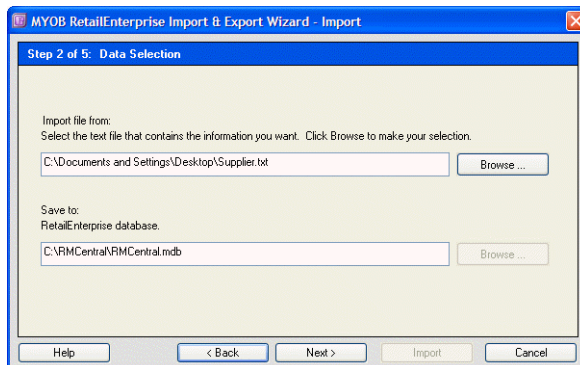 MYOB RetailEnterprise Import & Export Wizard - Import
Step 2 of 5: Data Selection
Import file from:
Select the text file that contains the information you want. Click Browse to make your selection.
C:\Documents and Settings\Desktop\Supplier.txt
Browse ...
Save to:
RetailEnterprise database.
C:\RMCentral\RMCentral.mdb
Browse ...
Help
< Back
Next >
Import
Cancel